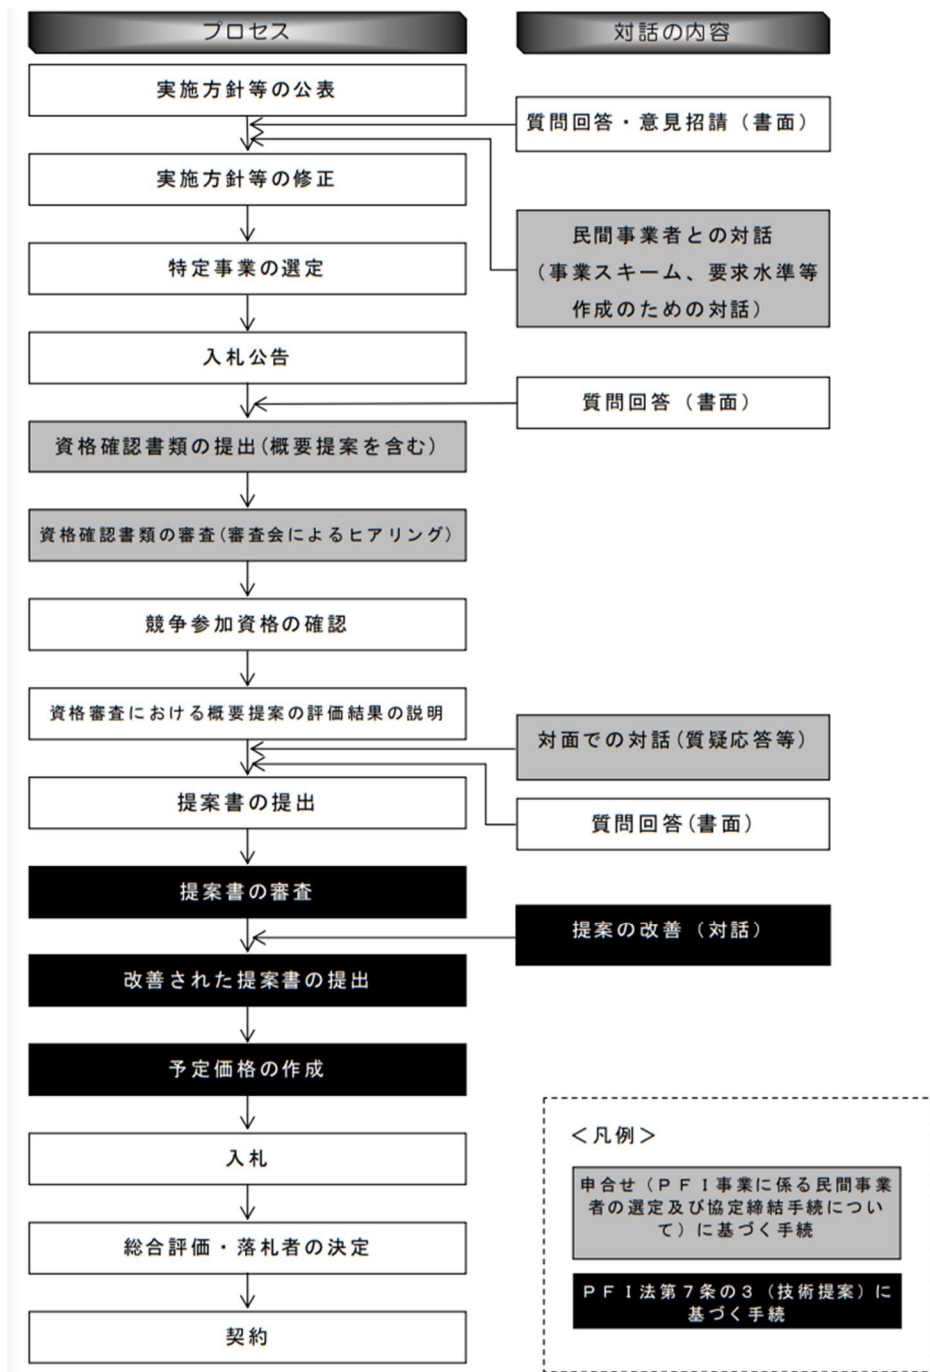 プロセス
対話の内容
実施方針等の公表
質問回答・意見招請(書面)
実施方針等の修正
民間事業者との対話
(事業スキーム、要求水準等
作成のための対話)
特定事業の選定
入札公告
質問回答(書面)
資格確認書類の提出(概要提案を含む)
資格確認書類の審査(審査会によるヒアリング)
競争参加資格の確認
資格審査における概要提案の評価結果の説明
対面での対話(質疑応答等)
提案書の提出
質問回答(書面)
提案書の審査
提案の改善(対話)
改善された提案書の提出
予定価格の作成
入札
総合評価・落札者の決定
契約
<凡例>
申合せ(PFI事業に係る民間事業
者の選定及び協定締結手続につい
て)に基づく手続
PFI法第7条の3(技術提案)に
基づく手続